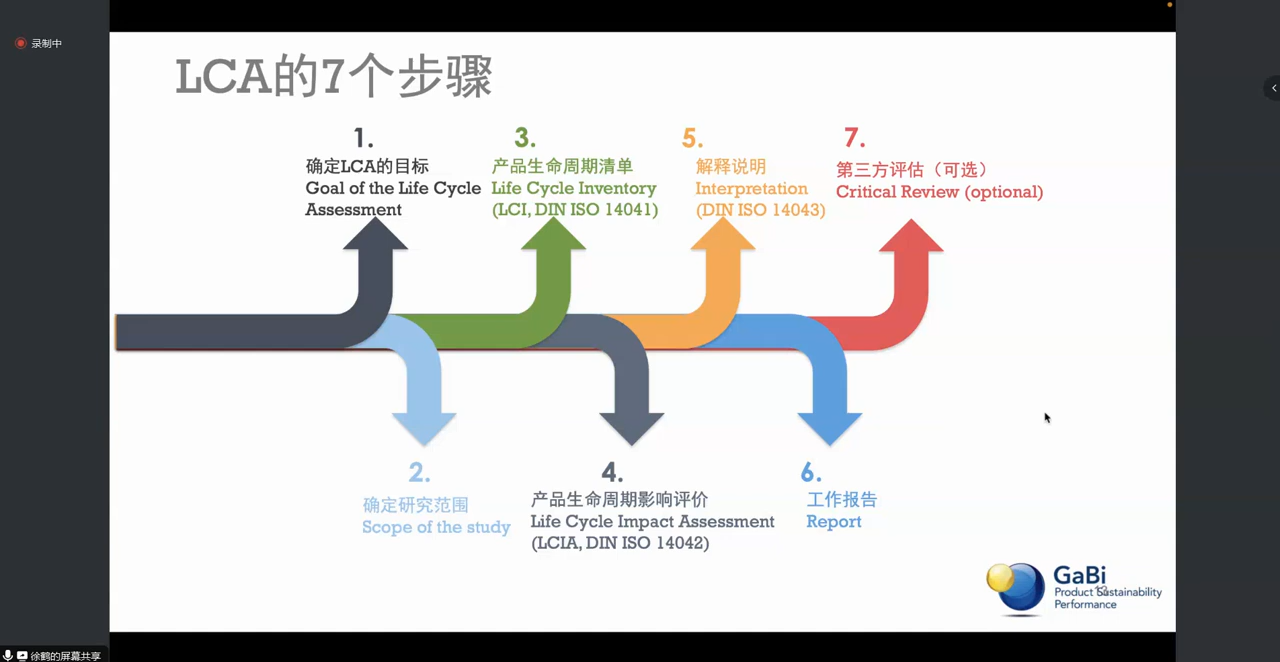 录制中
LCA的7个步骤
1.
确定LCA的目标
Goal of the Life Cycle
Assessment
3.
产品生命周期清单
Life Cycle Inventory
(LCI, DIN ISO 14041)
5.
解释说明
Interpretation
(DIN ISO 14043)
7.
第三方评估（可选）
Critical Review (optional)
2.
确定研究范围
Scope of the study
4.
产品生命周期影响评价
Life Cycle Impact Assessment
(LCIA, DIN ISO 14042)
6.
工作报告
Report
GaBi
Product Sustainability
Performance
徐鹤的屏幕共享